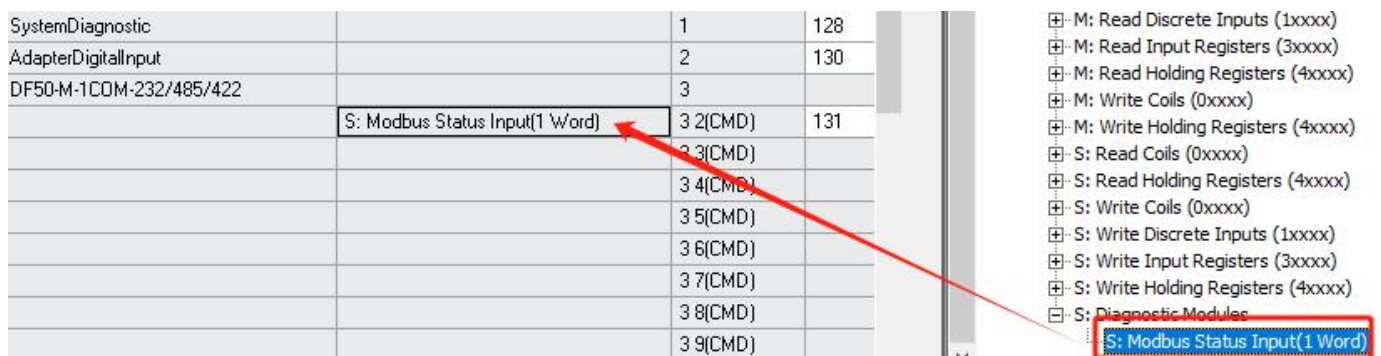 SystemDiagnostic 1 128
AdapterDigitalInput 2 130
DF50-M-1COM-232/485/422 3
S: Modbus Status Input(1 Word) 3 2(CMD) 131
3 3(CMD)
3 4(CMD)
3 5(CMD)
3 6(CMD)
3 7(CMD)
3 8(CMD)
3 9(CMD)
M: Read Discrete Inputs (1xxxx)
M: Read Input Registers (3xxxx)
M: Read Holding Registers (4xxxx)
M: Write Coils (0xxxx)
M: Write Holding Registers (4xxxx)
S: Read Coils (0xxxx)
S: Read Holding Registers (4xxxx)
S: Write Coils (0xxxx)
S: Write Discrete Inputs (1xxxx)
S: Write Input Registers (3xxxx)
S: Write Holding Registers (4xxxx)
S: Diagnostic Modules
S: Modbus Status Input(1 Word)